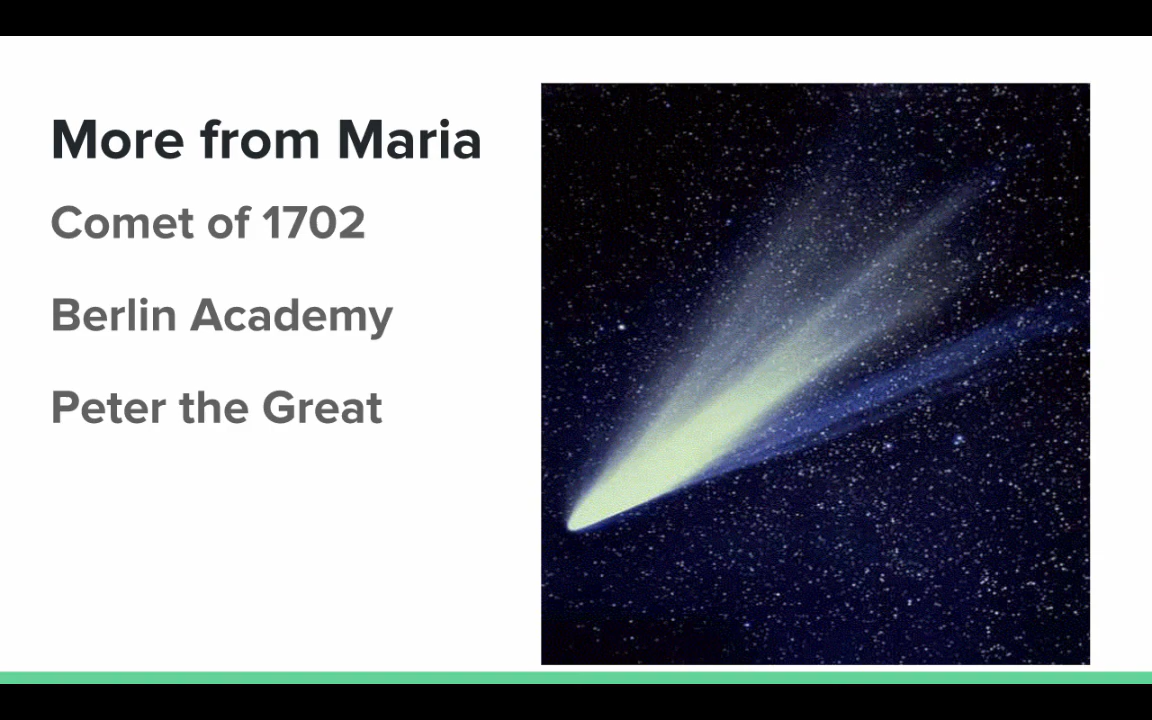 More from Maria
Comet of 1702
Berlin Academy
Peter the Great